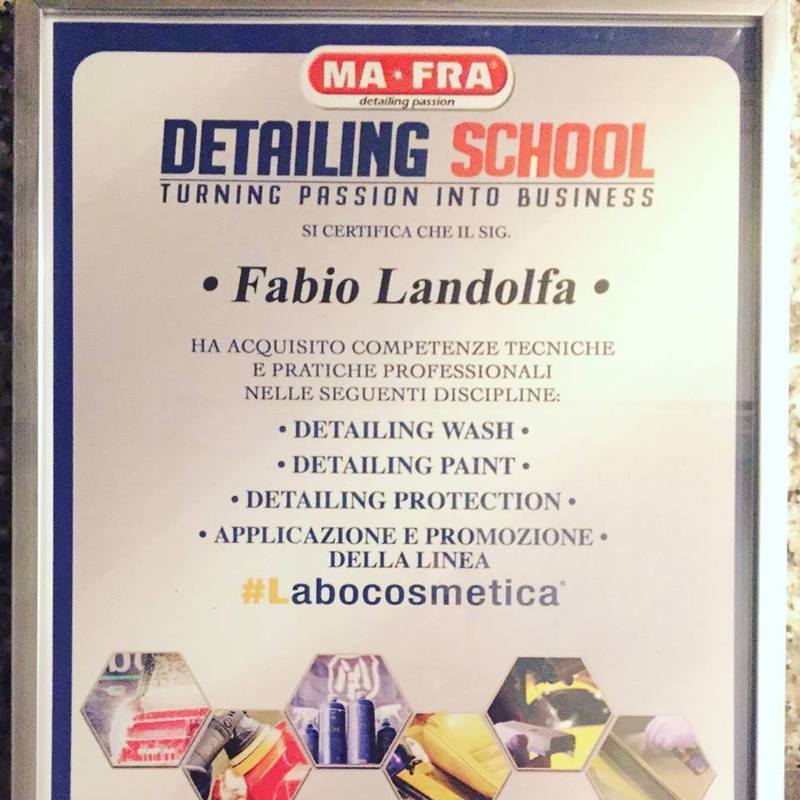 MA★FRA®
detailing passion
DETAILING SCHOOL
TURNING PASSION INTO BUSINESS
SI CERTIFICA CHE IL SIG.
• Fabio Landolfa •
HA ACQUISITO COMPETENZE TECNICHE
E PRATICHE PROFESSIONALI
NELLE SEGUENTI DISCIPLINE:
• DETAILING WASH •
• DETAILING PAINT •
• DETAILING PROTECTION •
• APPLICAZIONE E PROMOZIONE •
DELLA LINEA
#Labocosmetica®